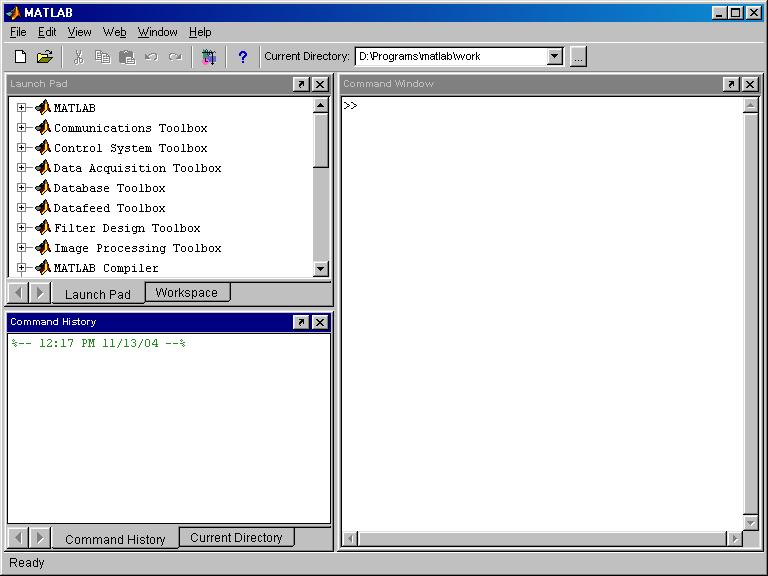 MATLAB
File Edit View Web Window Help
? Current Directory: D:\Programs\matlab\work ...
Launch Pad
MATLAB
Communications Toolbox
Control System Toolbox
Data Acquisition Toolbox
Database Toolbox
Datafeed Toolbox
Filter Design Toolbox
Image Processing Toolbox
MATLAB Compiler
Launch Pad Workspace
Command History
%-- 12:17 PM 11/13/04 --%
Command History Current Directory
Command Window
>>
Ready